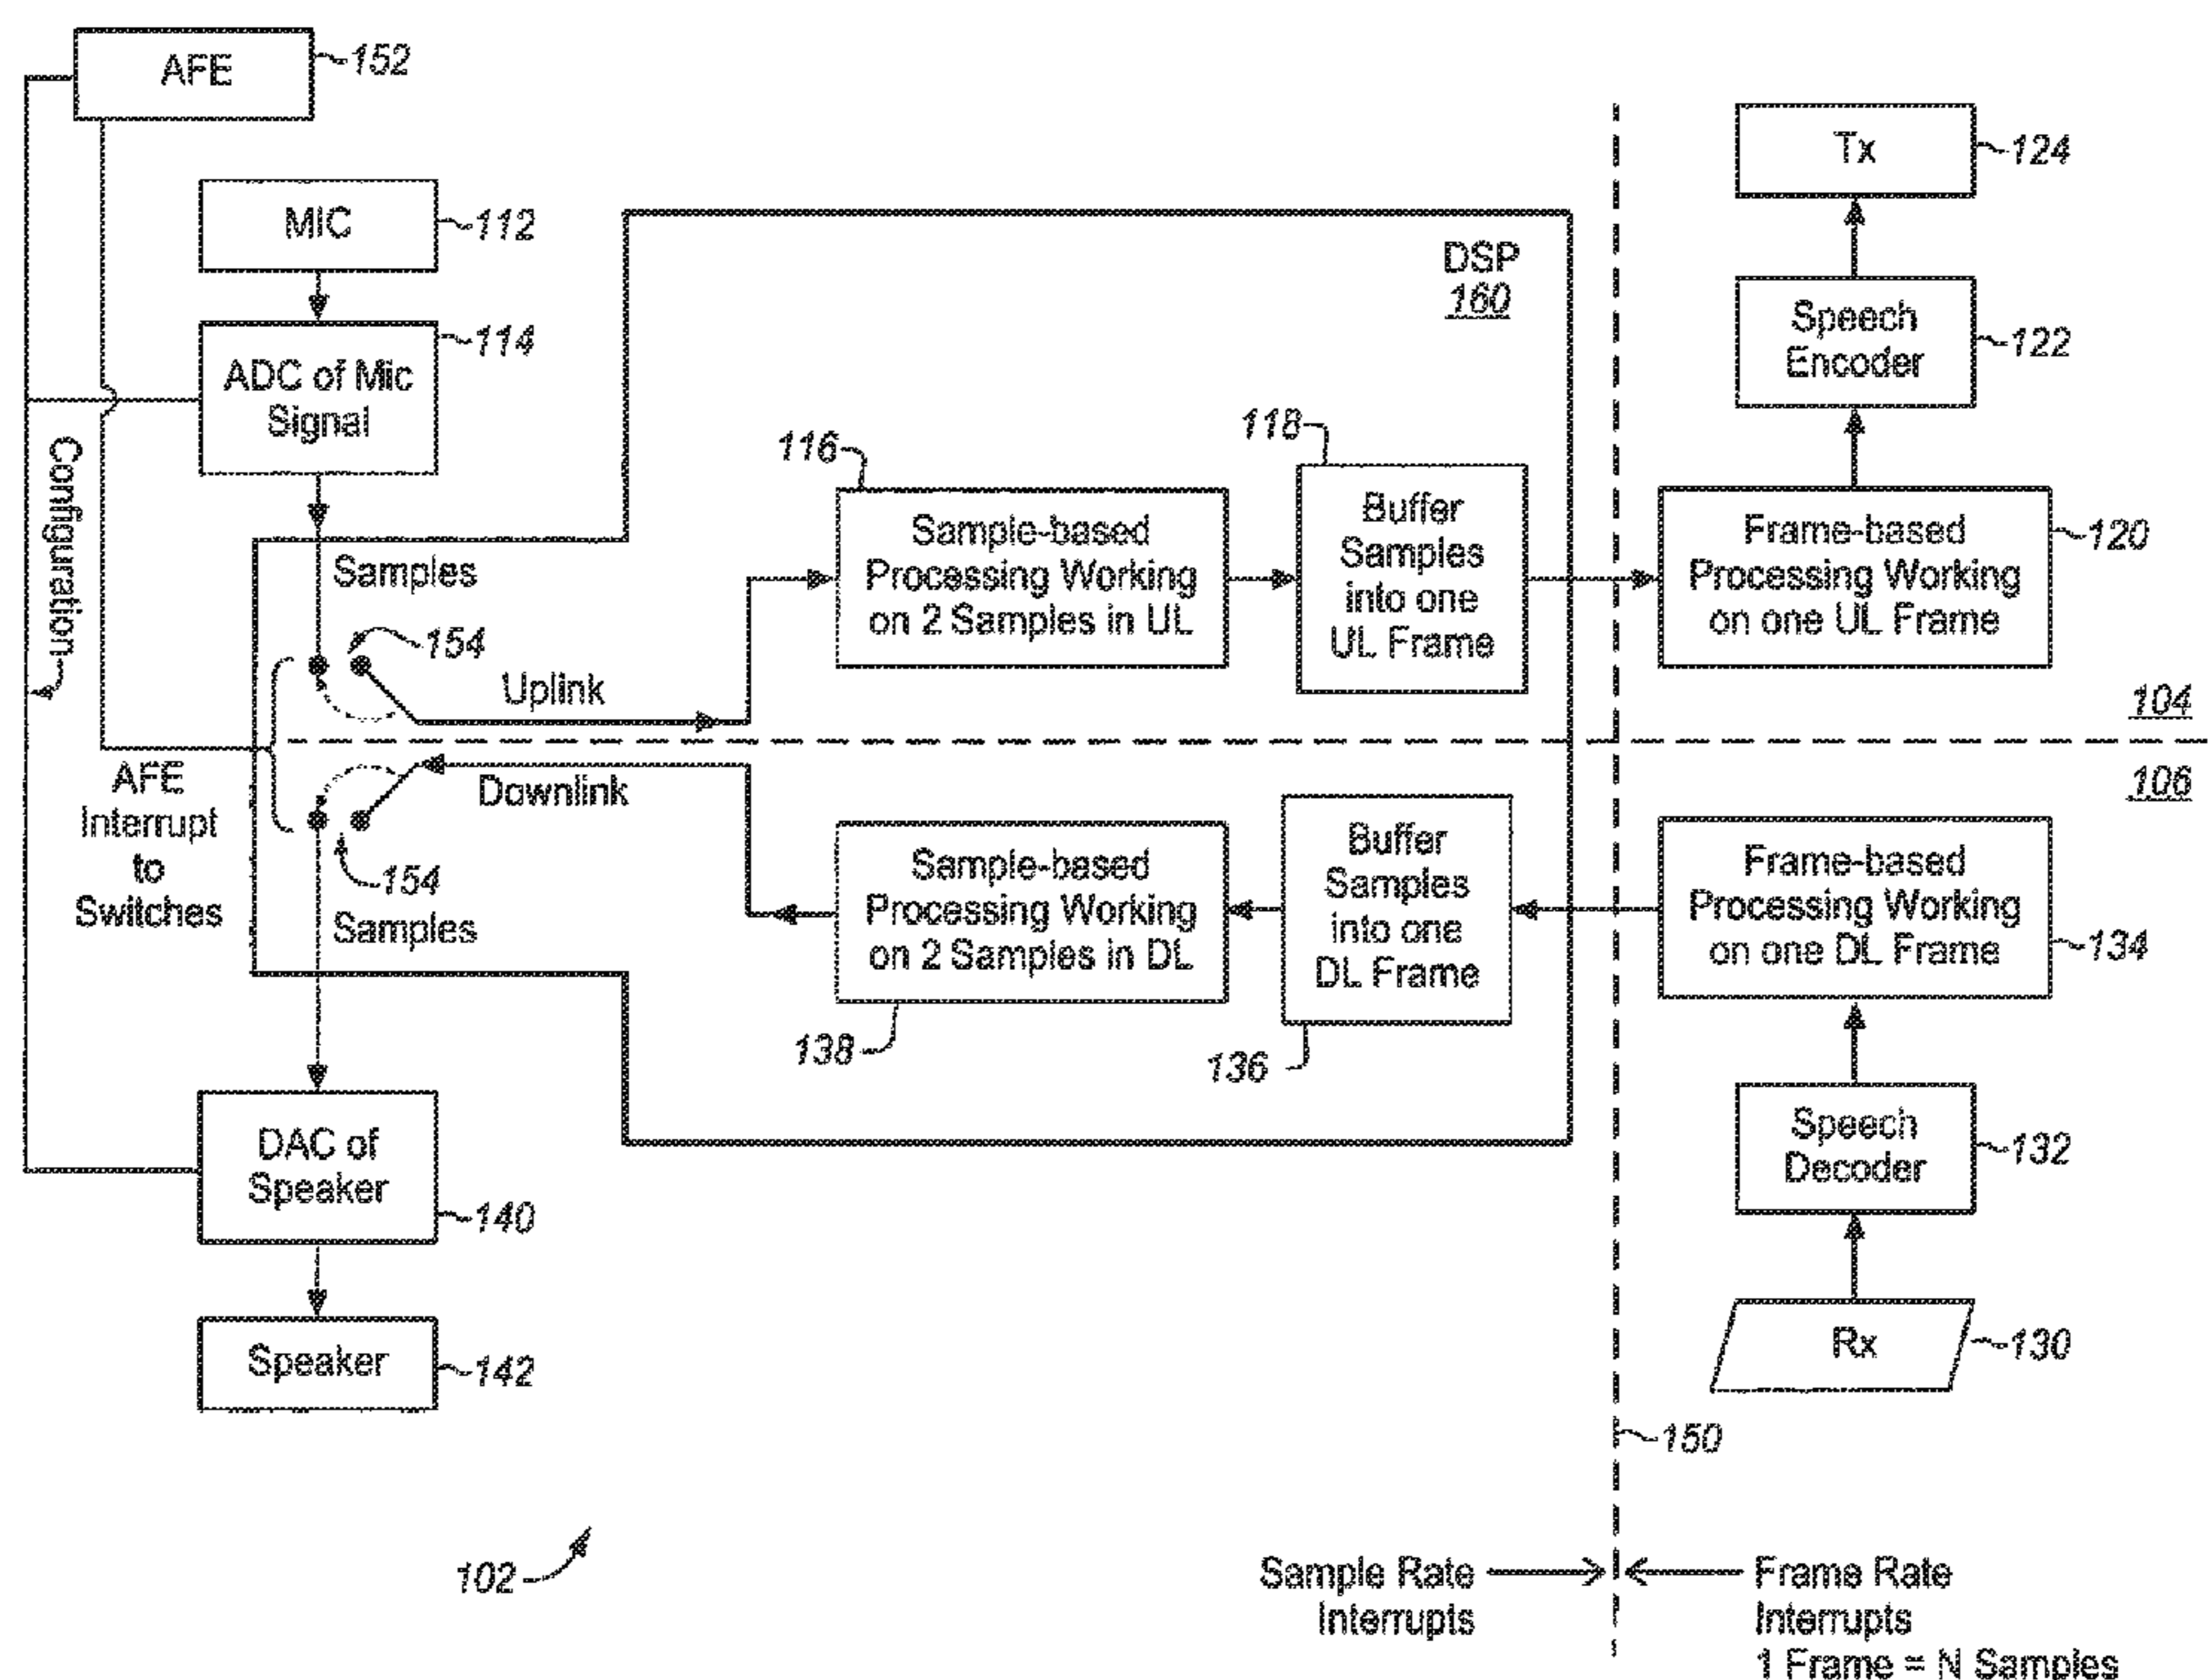 AFE
152
MIC
112
ADC of Mic
Signal
114
Configuration
Samples
154
Uplink
DSP
160
116
Sample-based
Processing Working
on 2 Samples in UL
118
Buffer
Samples
into one
UL Frame
Tx
124
Speech
Encoder
122
Frame-based
Processing Working
on one UL Frame
120
104
106
AFE
Interrupt
to
Switches
Downlink
154
Samples
Sample-based
Processing Working
on 2 Samples in DL
138
Buffer
Samples
into one
DL Frame
136
Frame-based
Processing Working
on one DL Frame
134
Speech
Decoder
132
Rx
130
DAC of
Speaker
140
Speaker
142
150
102
Sample Rate
Interrupts
Frame Rate
Interrupts
1 Frame = N Samples